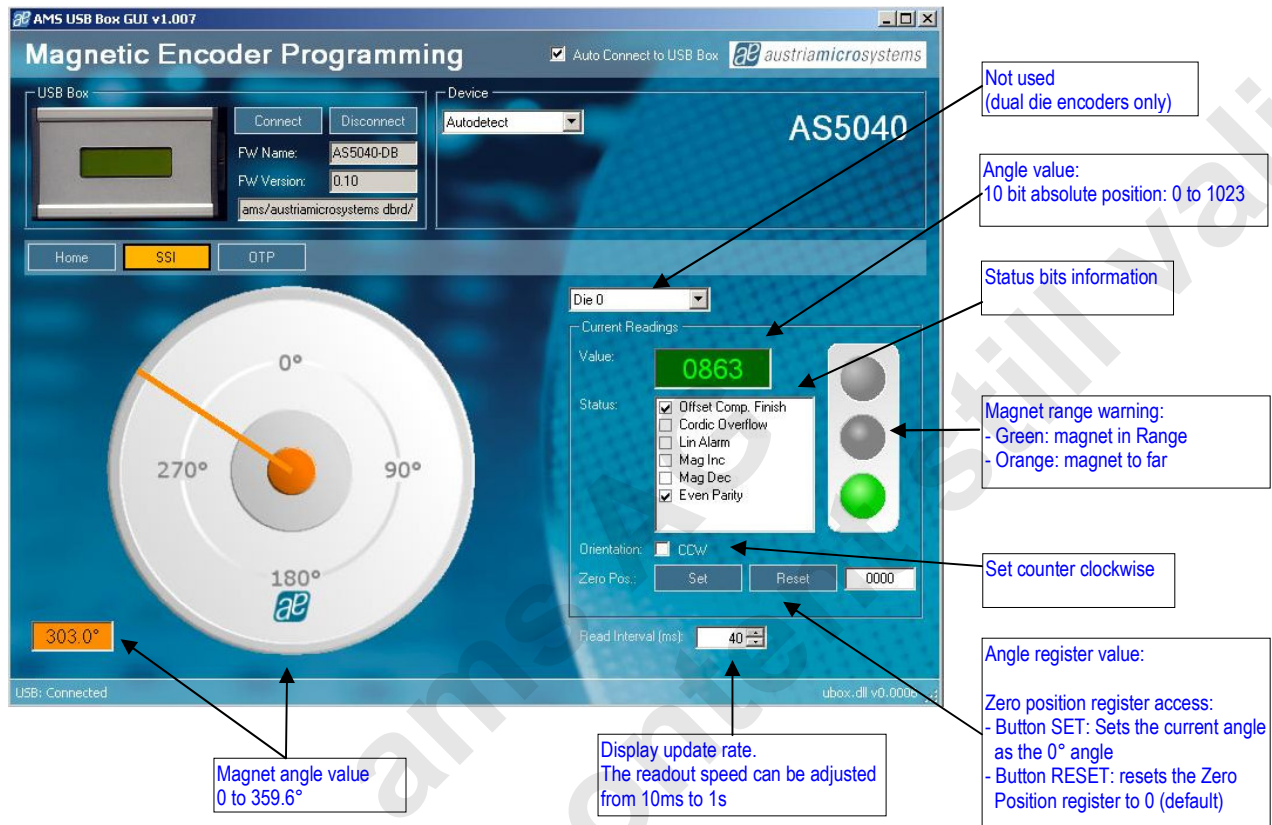 AMS USB Box GUI v1.007
Magnetic Encoder Programming
Auto Connect to USB Box
austriamicrosystems
USB Box
Connect
Disconnect
FW Name:
AS5040-DB
FW Version:
0.10
ams/austriamicrosystems dbrd/
Device
Autodetect
AS5040
Home
SSI
OTP
0°
90°
180°
270°
303.0°
Die 0
Current Readings
Value:
0863
Status:
Offset Comp. Finish
Cordic Overflow
Lin Alarm
Mag Inc
Mag Dec
Even Parity
Orientation:
CCW
Zero Pos.:
Set
Reset
0000
Read Interval (ms):
40
USB: Connected
ubox.dll v0.0006
Not used
(dual die encoders only)
Angle value:
10 bit absolute position: 0 to 1023
Status bits information
Magnet range warning:
- Green: magnet in Range
- Orange: magnet to far
Set counter clockwise
Angle register value:
Zero position register access:
- Button SET: Sets the current angle
as the 0° angle
- Button RESET: resets the Zero
Position register to 0 (default)
Magnet angle value
0 to 359.6°
Display update rate.
The readout speed can be adjusted
from 10ms to 1s
ams AG
still vali